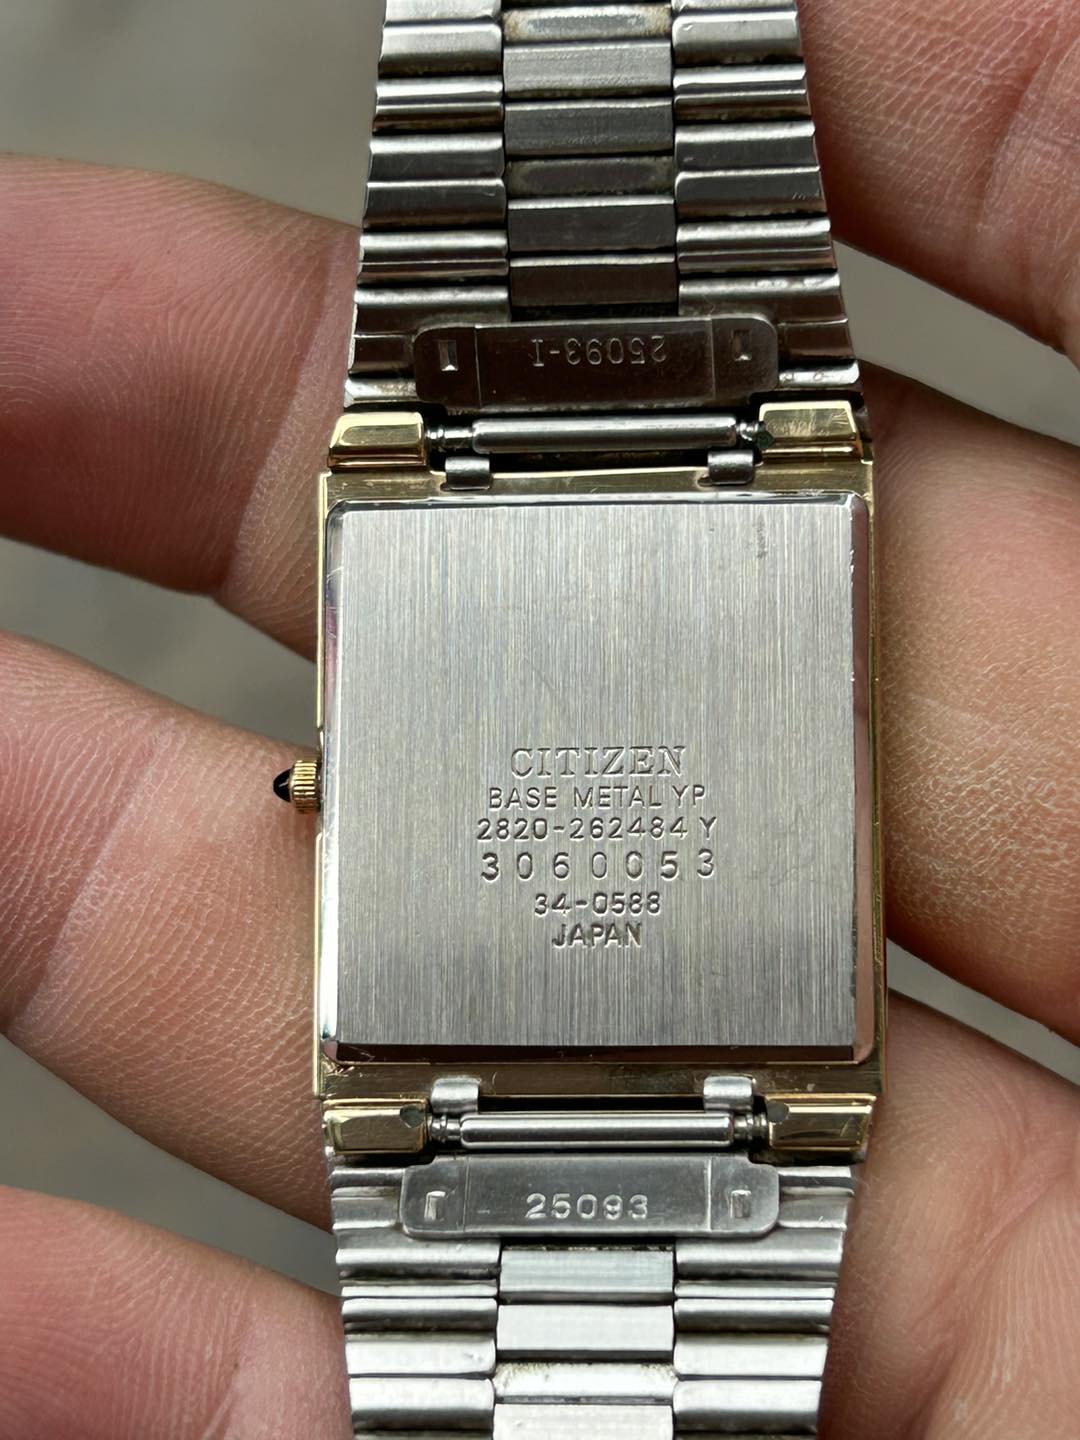 25093-I
CITIZEN
BASE METAL YP
2820-262484 Y
3060053
34-0588
JAPAN
25093